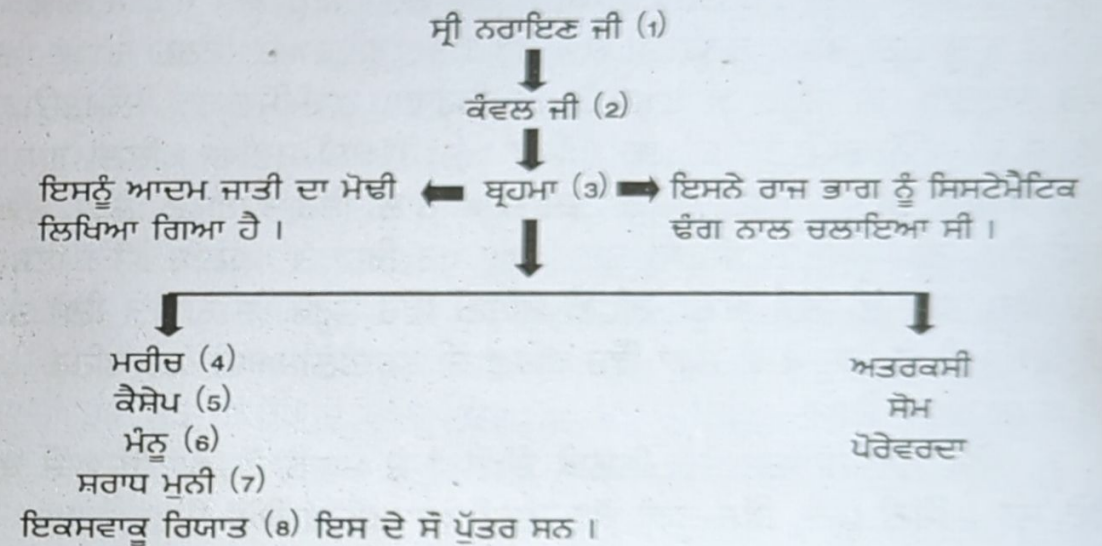 ਸ੍ਰੀ ਨਰਾਇਣ ਜੀ (1)
ਕੰਵਲ ਜੀ (2)
ਇਸਨੂੰ ਆਦਮ ਜਾਤੀ ਦਾ ਮੋਢੀ
ਲਿਖਿਆ ਗਿਆ ਹੈ ।
ਬ੍ਰਹਮਾ (3)
ਇਸਨੇ ਰਾਜ ਭਾਗ ਨੂੰ ਸਿਸਟੇਮੈਟਿਕ
ਢੰਗ ਨਾਲ ਚਲਾਇਆ ਸੀ ।
ਮਰੀਚ (4)
ਕੈਸ਼ੇਪ (5)
ਮੰਨੂ (6)
ਸ਼ਰਾਧ ਮੁਨੀ (7)
ਇਕਸਵਾਕੂ ਰਿਯਾਤ (8) ਇਸ ਦੇ ਸੌ ਪੁੱਤਰ ਸਨ ।
ਅਤਰਕਸੀ
ਸੋਮ
ਪੋਰੇਵਰਦਾ